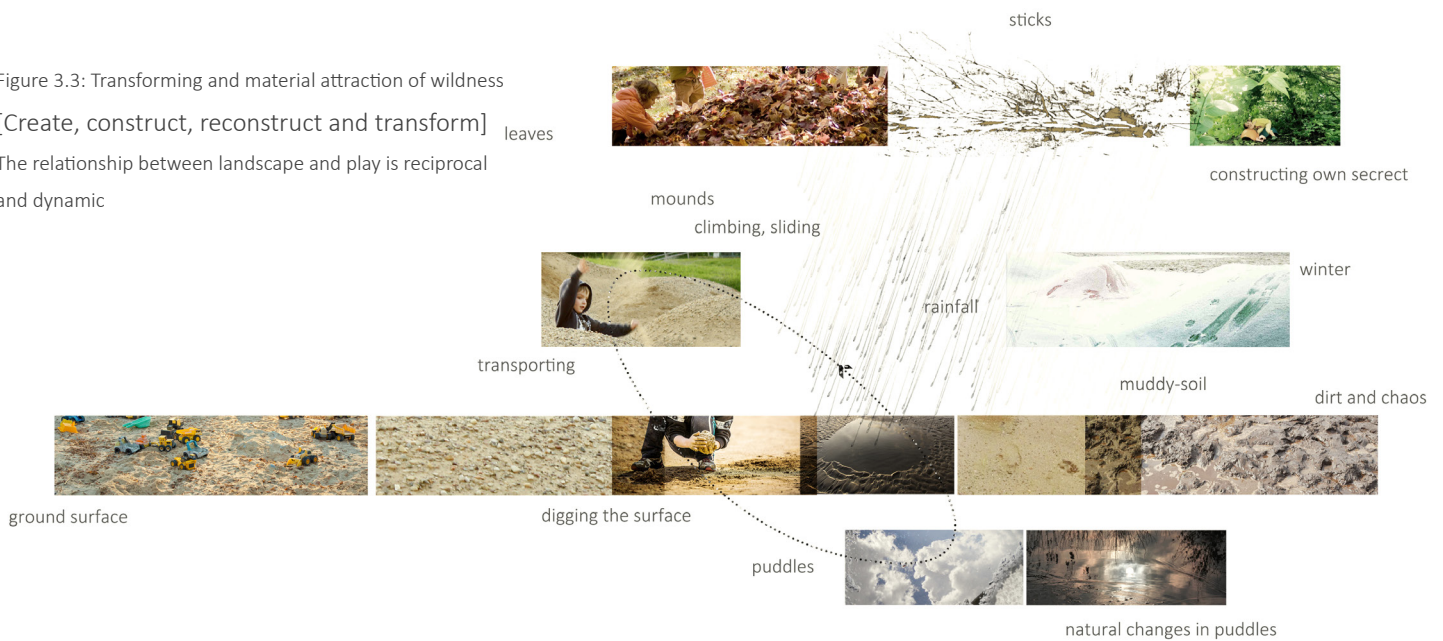 sticks
Figure 3.3: Transforming and material attraction of wildness
[Create, construct, reconstruct and transform]
leaves
The relationship between landscape and play is reciprocal
and dynamic
constructing own secrect
mounds
climbing, sliding
winter
rainfall
transporting
muddy-soil
dirt and chaos
ground surface
digging the surface
puddles
natural changes in puddles